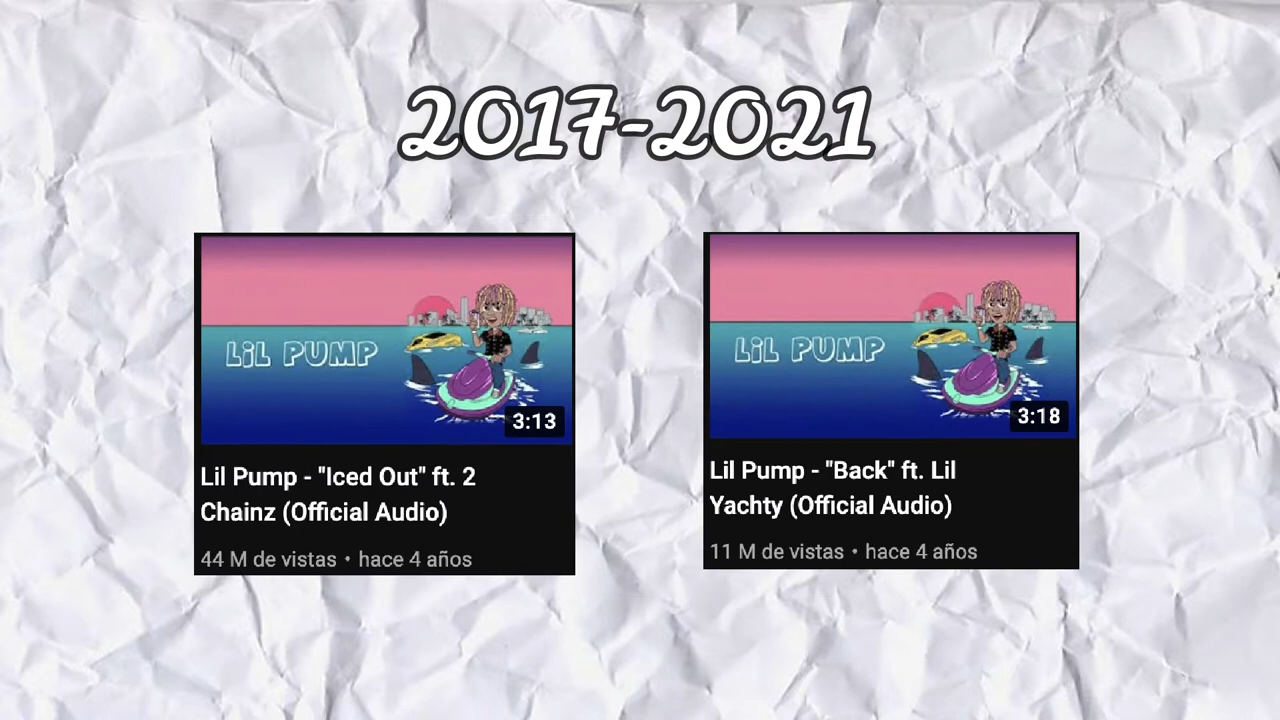 2017-2021
LiL PUMP
3:13
Lil Pump - "Iced Out" ft. 2
Chainz (Official Audio)
44 M de vistas • hace 4 años
LiL PUMP
3:18
Lil Pump - "Back" ft. Lil
Yachty (Official Audio)
11 M de vistas • hace 4 años